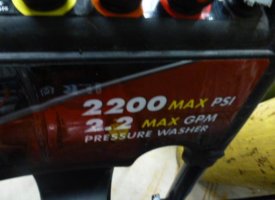 2200 MAX PSI
2.2 MAX GPM
PRESSURE WASHER